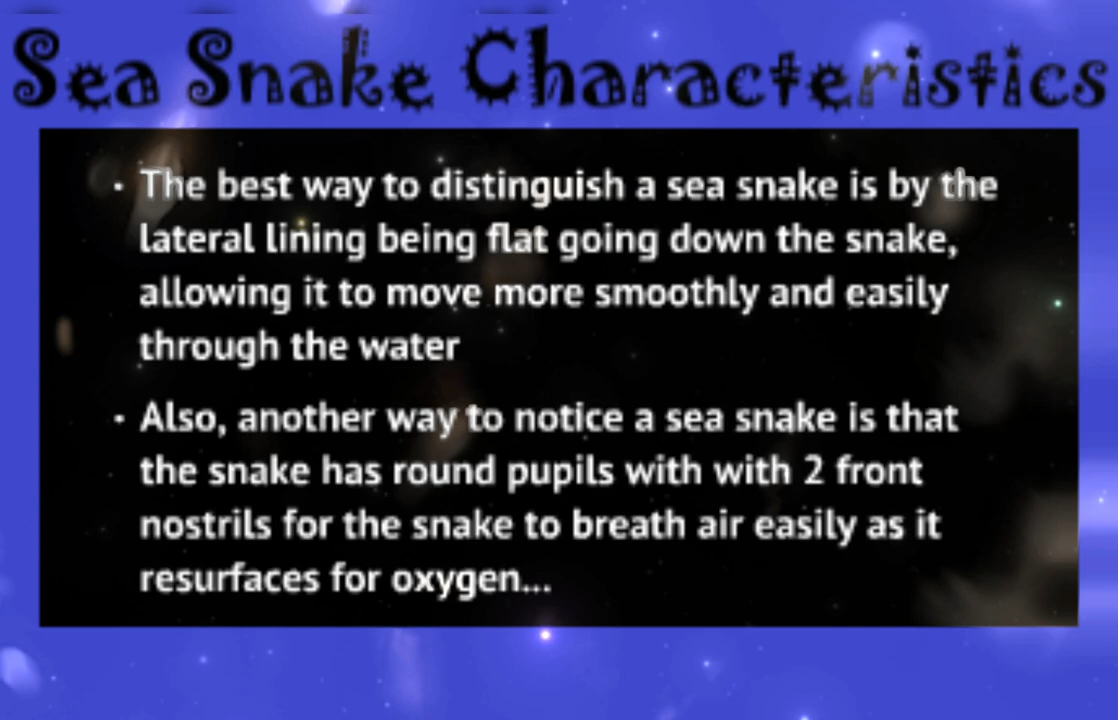 Sea Snake Characteristics
· The best way to distinguish a sea snake is by the
lateral lining being flat going down the snake,
allowing it to move more smoothly and easily
through the water
· Also, another way to notice a sea snake is that
the snake has round pupils with with 2 front
nostrils for the snake to breath air easily as it
resurfaces for oxygen...